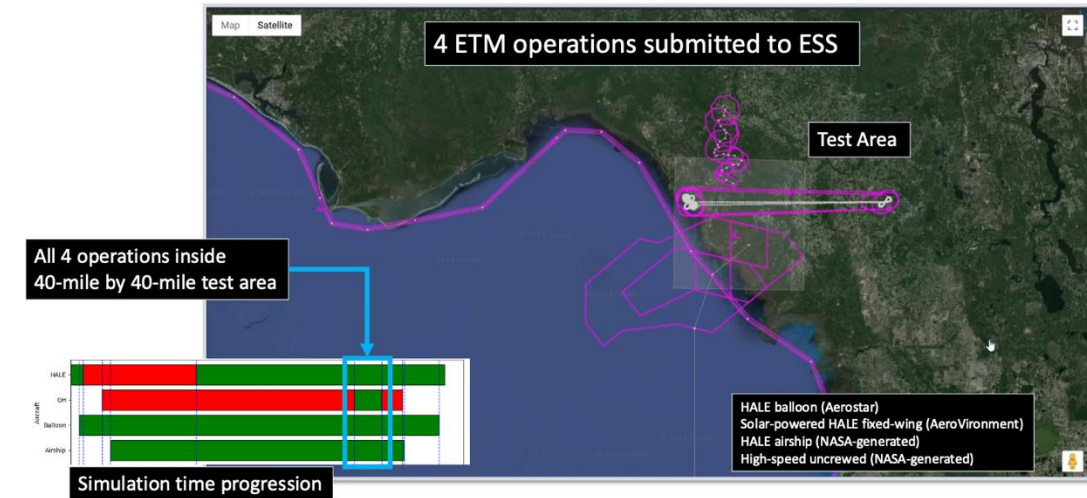 Map
Satellite
4 ETM operations submitted to ESS
Test Area
All 4 operations inside
40-mile by 40-mile test area
HALE
GH
Balloon
Airship
Aircraft
Simulation time progression
HALE balloon (Aerostar)
Solar-powered HALE fixed-wing (AeroVironment)
HALE airship (NASA-generated)
High-speed uncrewed (NASA-generated)